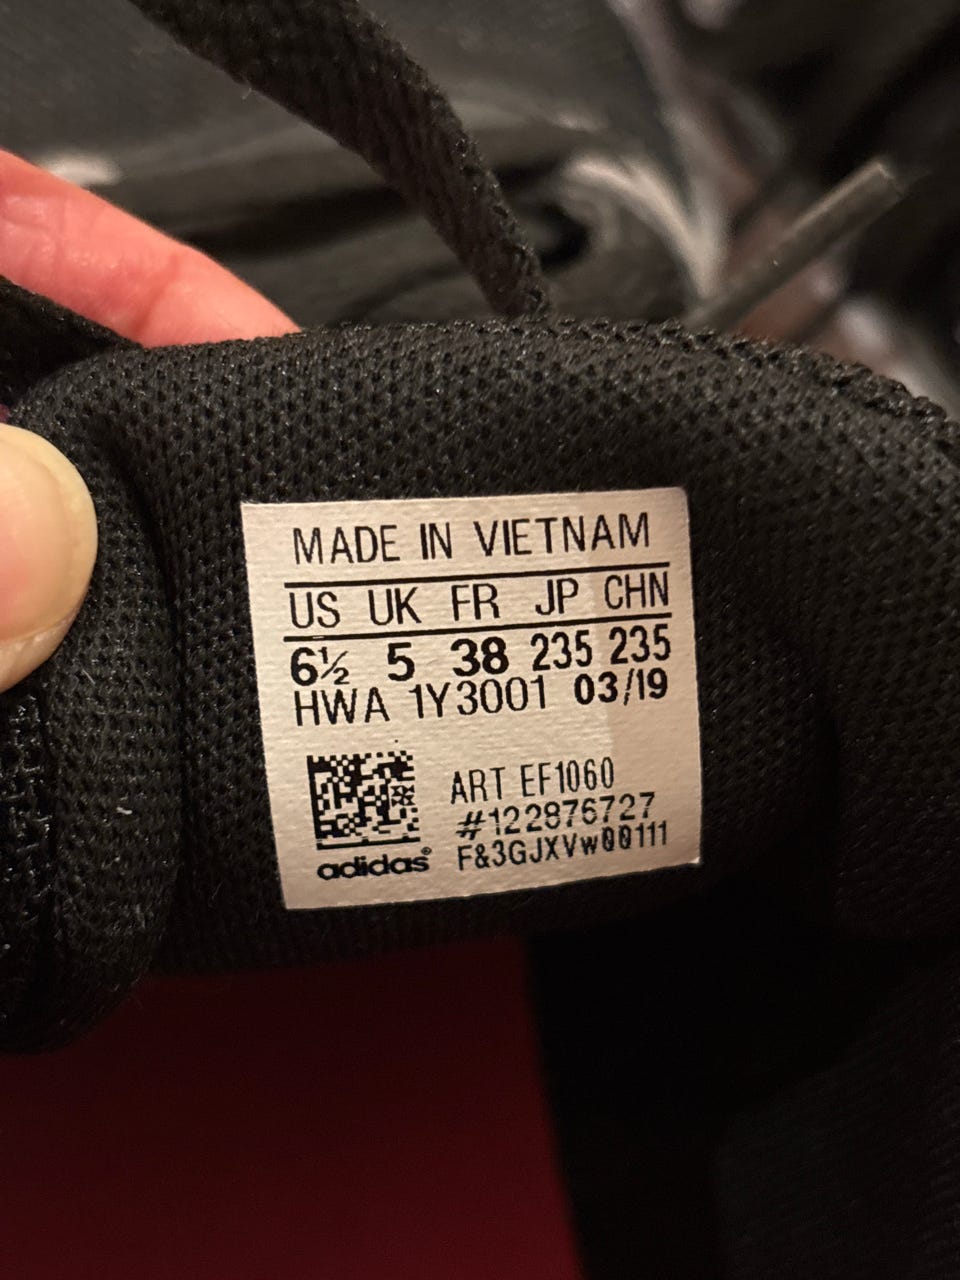 MADE IN VIETNAM
US UK FR JP CHN
6½ 5 38 235 235
HWA 1Y3001 03/19
ART EF1060
#122876727
F&3GJXVw00111
adidas®